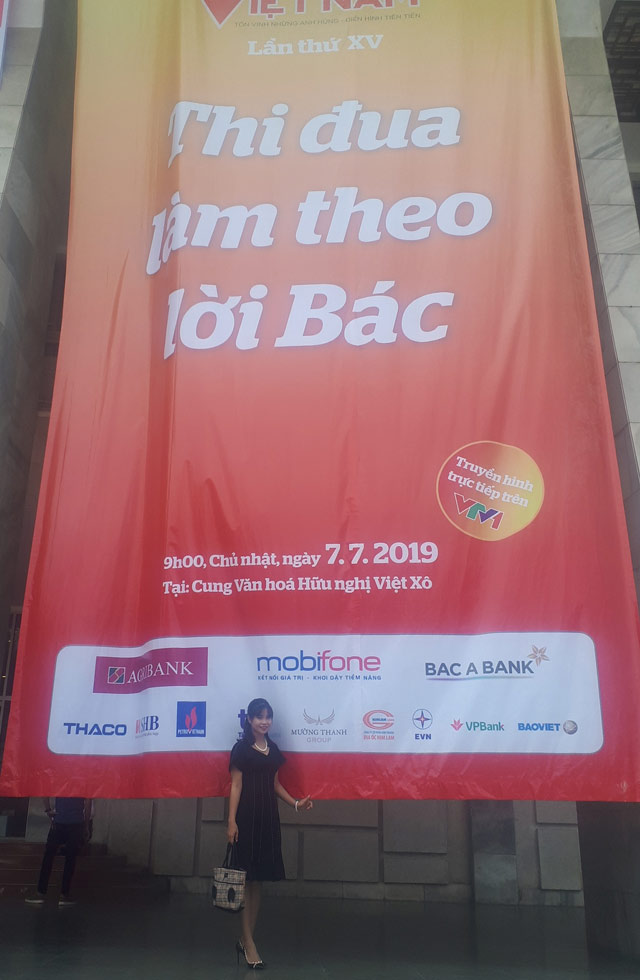 VIỆT NAM
TÔN VINH NHỮNG ANH HÙNG - ĐIỂN HÌNH TIÊN TIẾN
Lần thứ XV
Thi đua
làm theo
lời Bác
Truyền hình
trực tiếp trên
VTV1
9h00, Chủ nhật, ngày 7. 7. 2019
Tại: Cung Văn hoá Hữu nghị Việt Xô
AGRIBANK
mobifone
KẾT NỐI GIÁ TRỊ - KHƠI DẬY TIỀM NĂNG
BAC A BANK
THACO
SHB
PETROVIETNAM
MƯỜNG THANH
GROUP
EVN
VPBank
BAOVIET